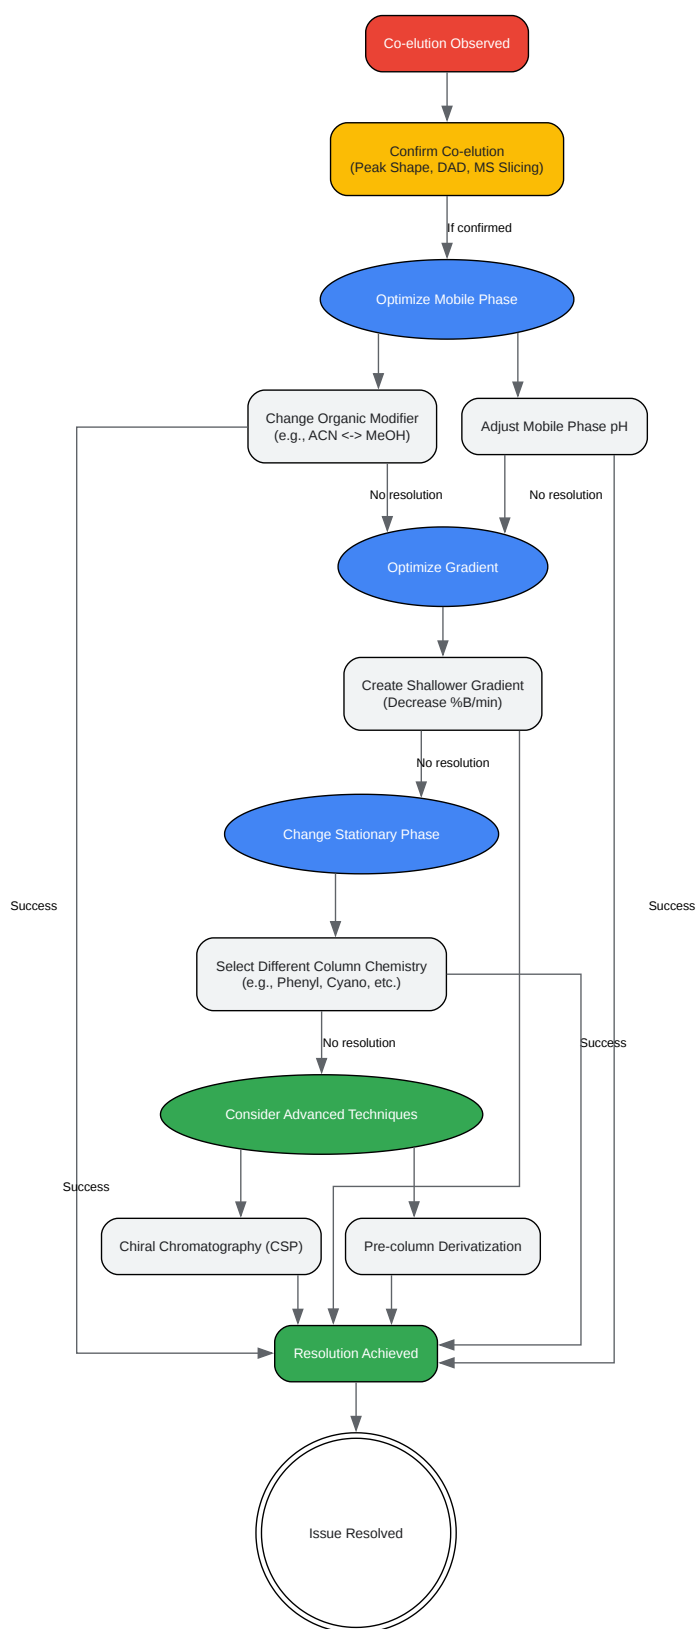 Co-elution Observed
Confirm Co-elution
(Peak Shape, DAD, MS Slicing)
If confirmed
Optimize Mobile Phase
Change Organic Modifier
(e.g., ACN <-> MeOH)
Adjust Mobile Phase pH
No resolution
No resolution
Optimize Gradient
Create Shallower Gradient
(Decrease %B/min)
No resolution
Change Stationary Phase
Success
Success
Select Different Column Chemistry
(e.g., Phenyl, Cyano, etc.)
No resolution
Success
Consider Advanced Techniques
Success
Chiral Chromatography (CSP)
Pre-column Derivatization
Resolution Achieved
Issue Resolved